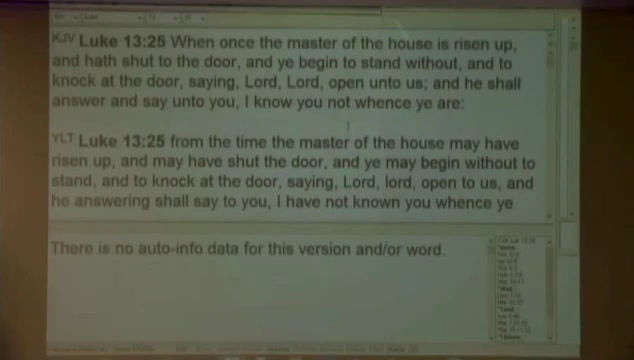 KJV Luke 13:25 When once the master of the house is risen up,
and hath shut to the door, and ye begin to stand without, and to
knock at the door, saying, Lord, Lord, open unto us; and he shall
answer and say unto you, I know you not whence ye are:
YLT Luke 13:25 from the time the master of the house may have
risen up, and may have shut the door, and ye may begin without to
stand, and to knock at the door, saying, Lord, lord, open to us, and
he answering shall say to you, I have not known you whence ye
There is no auto-info data for this version and/or word.